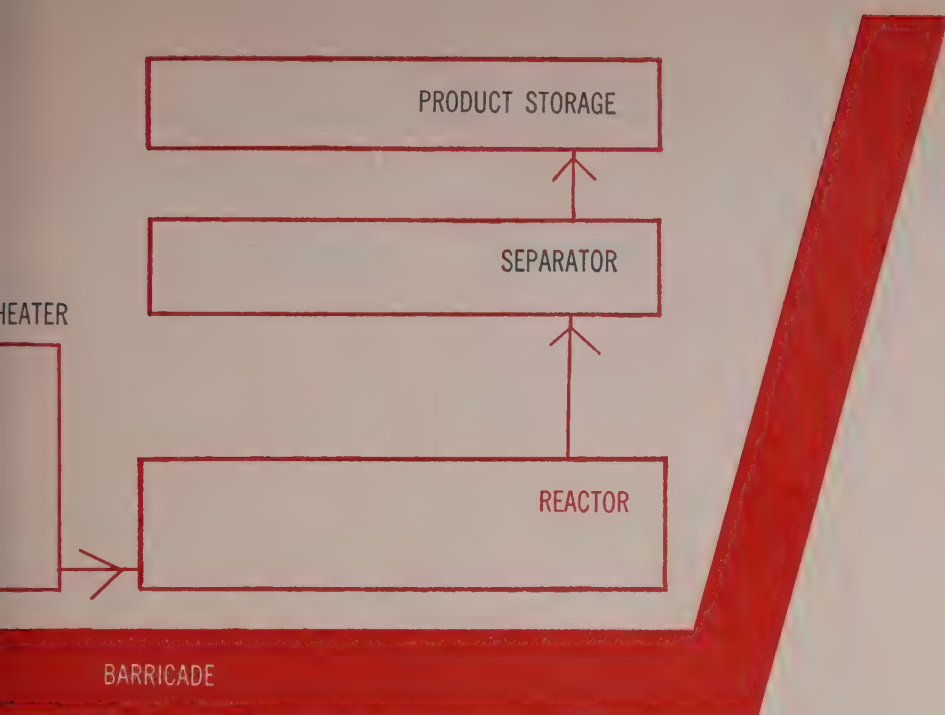 PRODUCT STORAGE
SEPARATOR
HEATER
REACTOR
BARRICADE